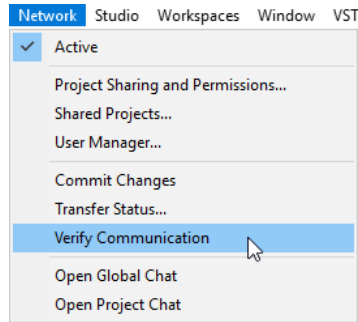 Network Studio Workspaces Window VST
Active
Project Sharing and Permissions...
Shared Projects...
User Manager...
Commit Changes
Transfer Status...
Verify Communication
Open Global Chat
Open Project Chat